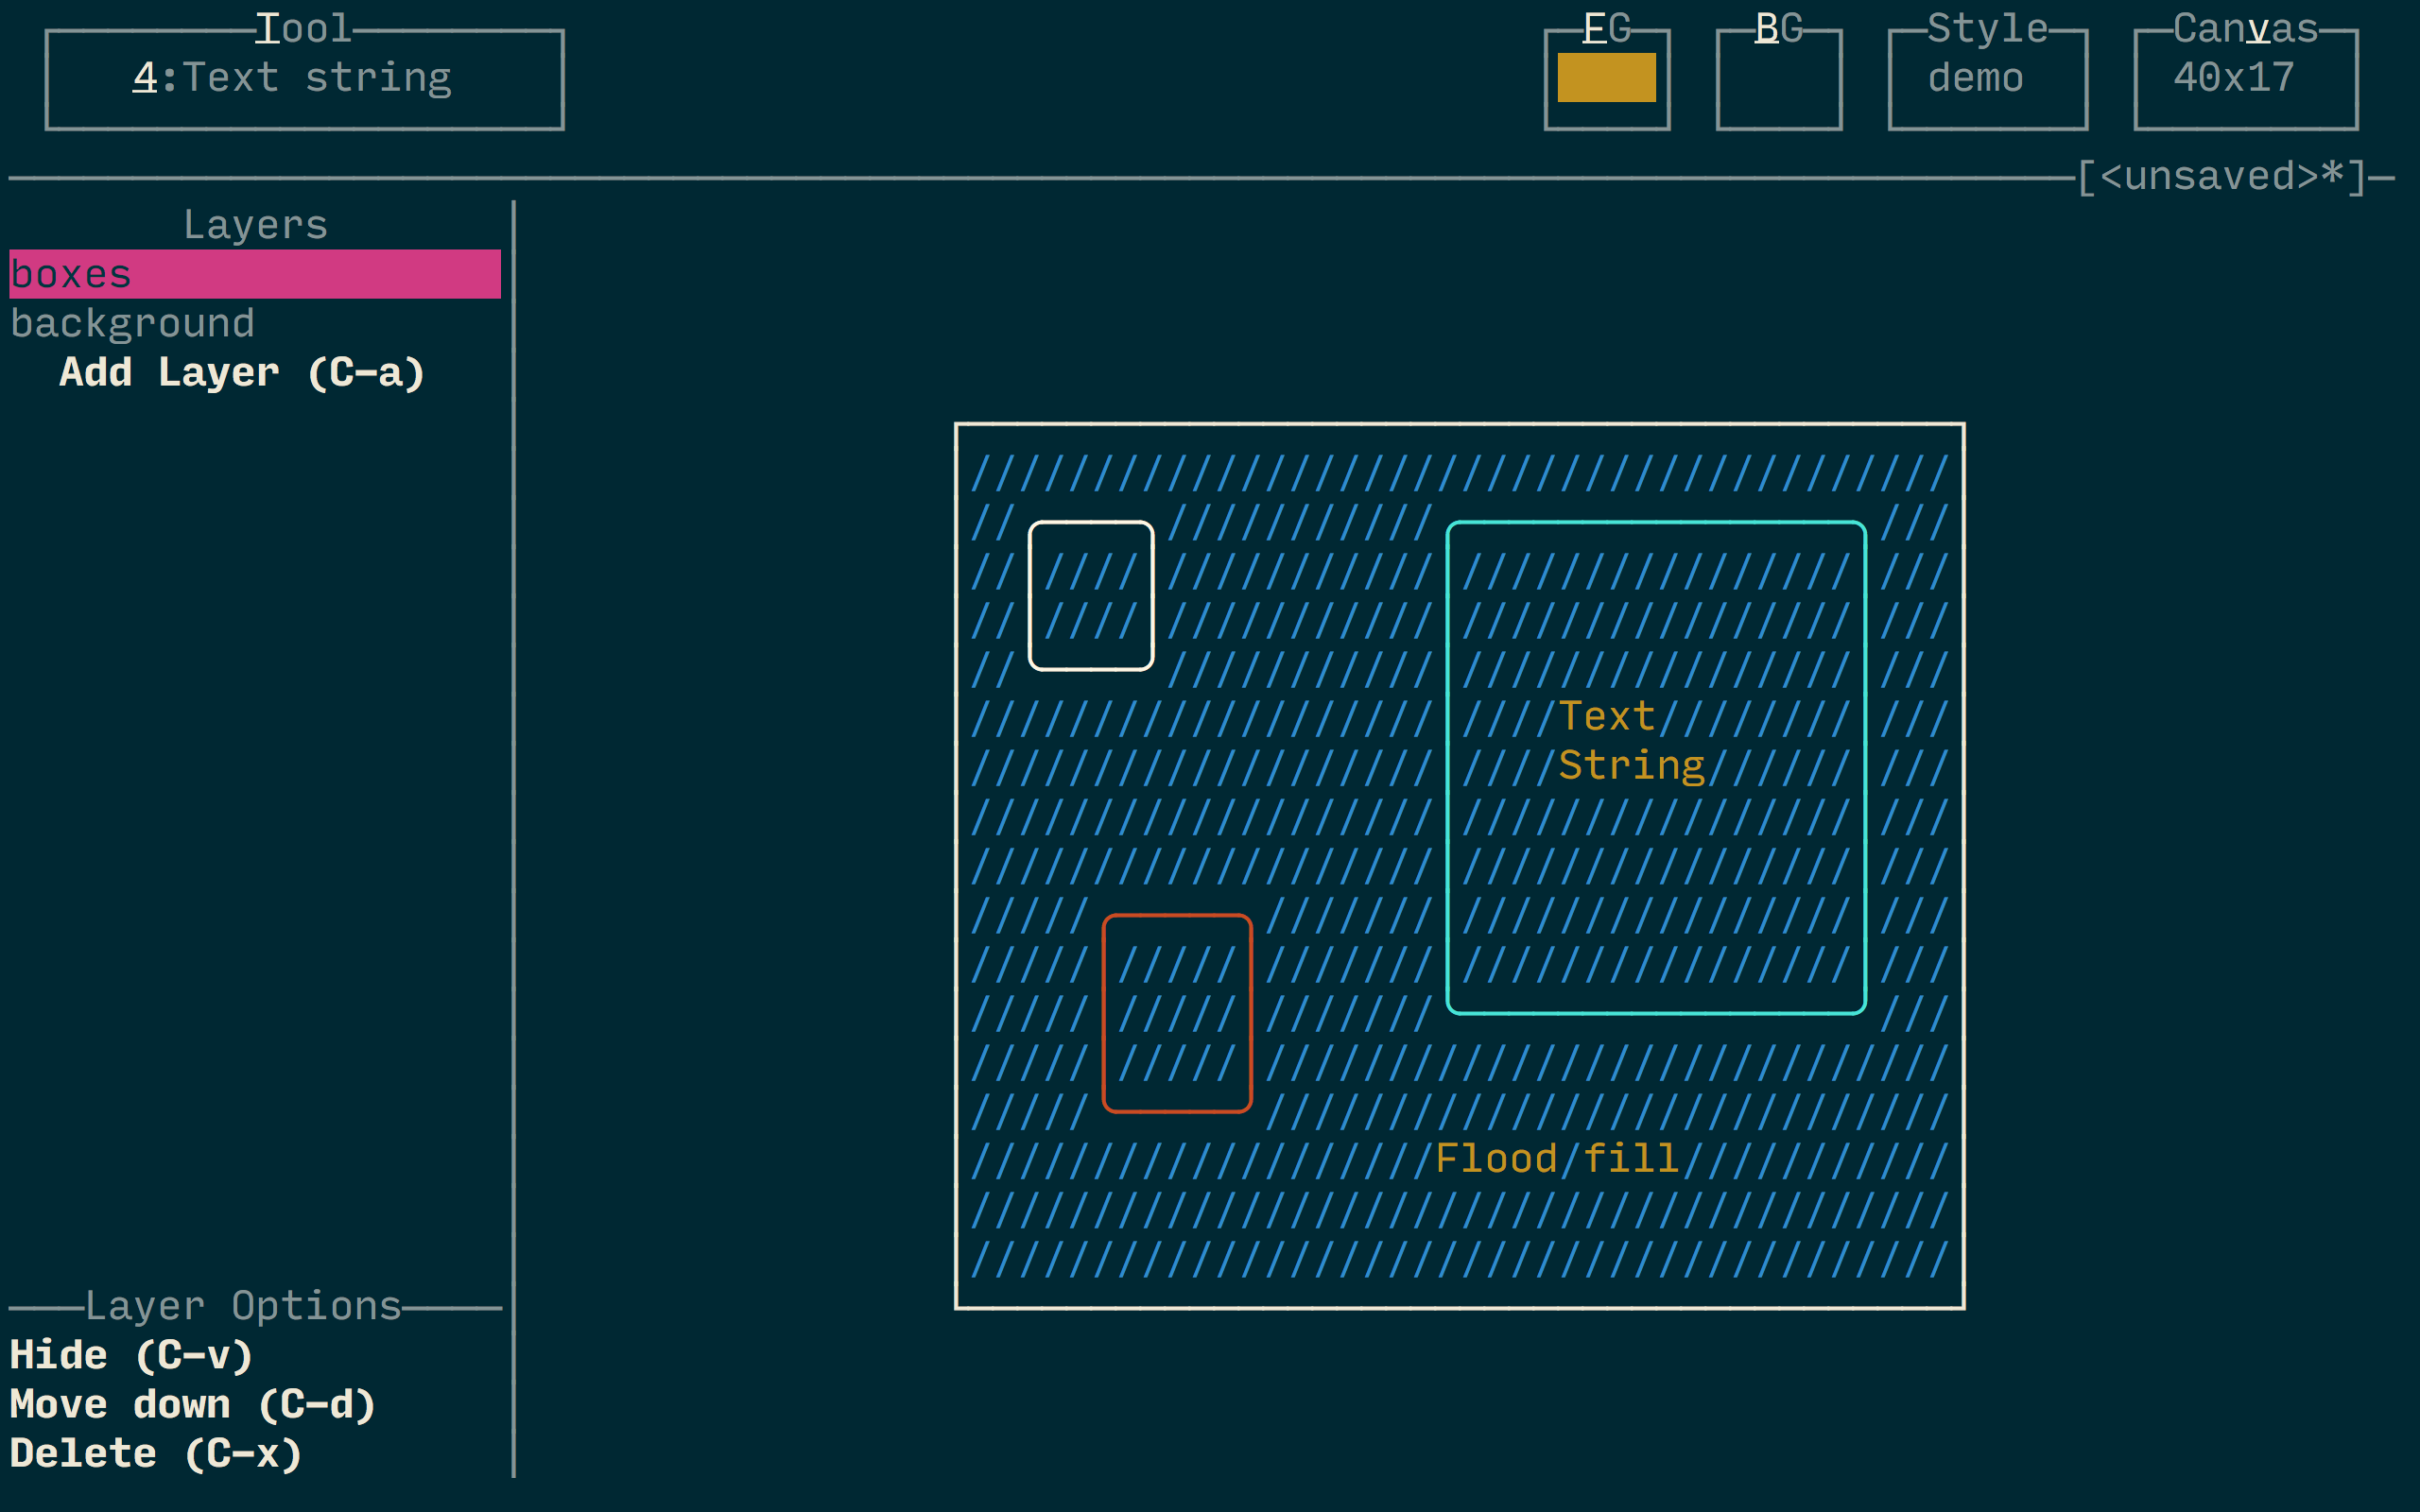 Tool
4:Text string
FG
BG
Style
demo
Canvas
40x17
[<unsaved>*]
Layers
boxes
background
Add Layer (C-a)
Text
String
Flood/fill
Layer Options
Hide (C-v)
Move down (C-d)
Delete (C-x)